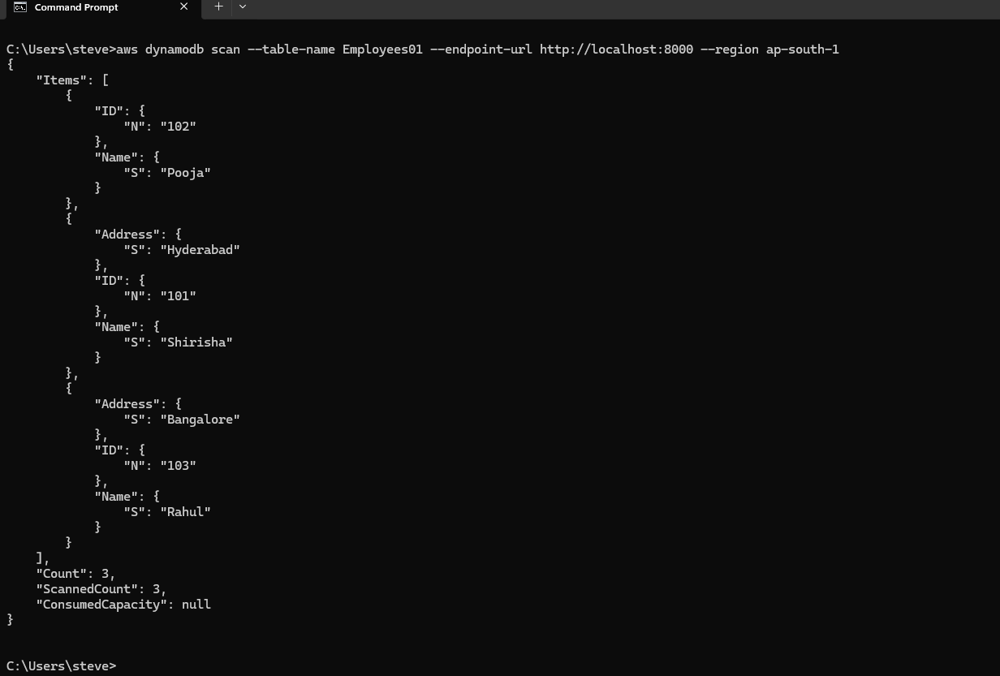 Command Prompt
C:\Users\steve>aws dynamodb scan --table-name Employees01 --endpoint-url http://localhost:8000 --region ap-south-1
{
    "Items": [
        {
            "ID": {
                "N": "102"
            },
            "Name": {
                "S": "Pooja"
            }
        },
        {
            "Address": {
                "S": "Hyderabad"
            },
            "ID": {
                "N": "101"
            },
            "Name": {
                "S": "Shirisha"
            }
        },
        {
            "Address": {
                "S": "Bangalore"
            },
            "ID": {
                "N": "103"
            },
            "Name": {
                "S": "Rahul"
            }
        }
    ],
    "Count": 3,
    "ScannedCount": 3,
    "ConsumedCapacity": null
}
C:\Users\steve>